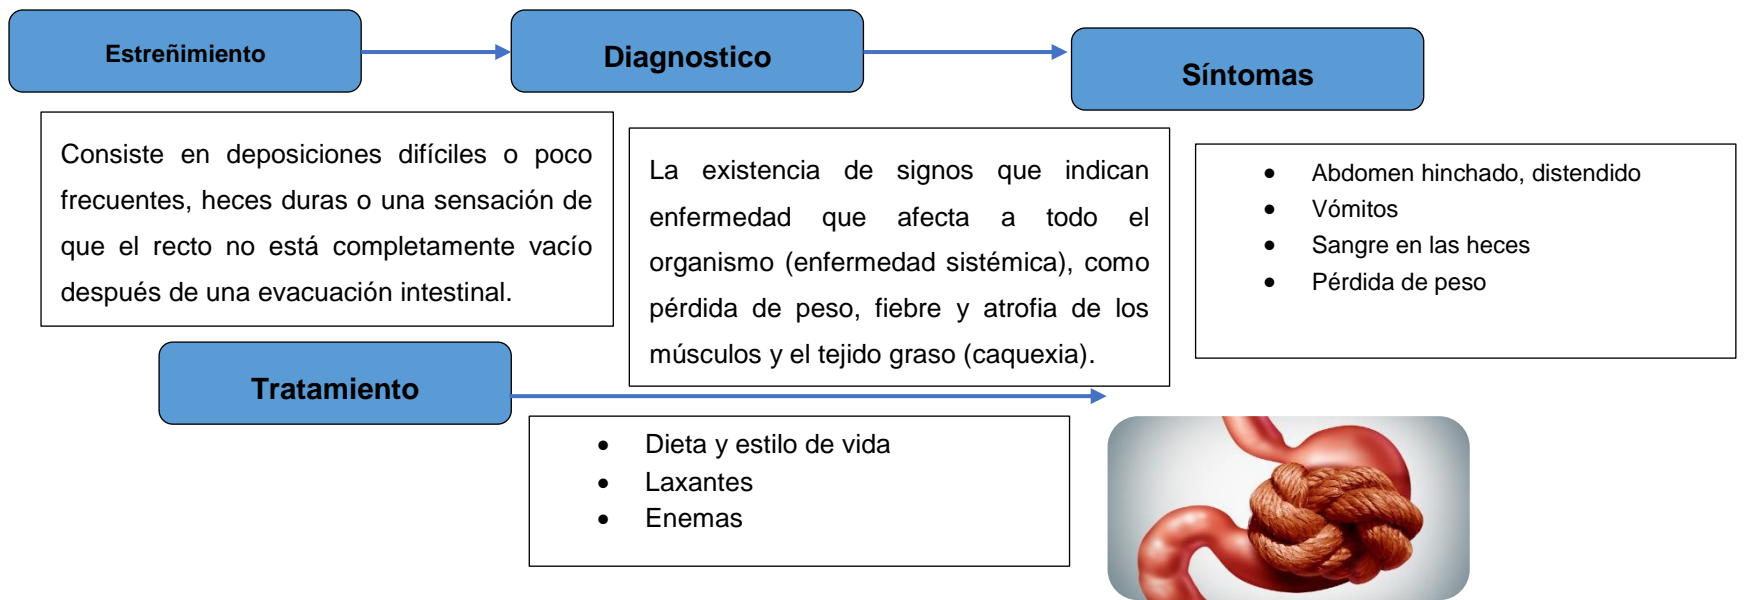 Estreñimiento
Diagnostico
Síntomas
Consiste en deposiciones difíciles o poco
frecuentes, heces duras o una sensación de
que el recto no está completamente vacío
después de una evacuación intestinal.
La existencia de signos que indican
enfermedad que afecta a todo el
organismo (enfermedad sistémica), como
pérdida de peso, fiebre y atrofia de los
músculos y el tejido graso (caquexia).
• Abdomen hinchado, distendido
• Vómitos
• Sangre en las heces
• Pérdida de peso
Tratamiento
• Dieta y estilo de vida
• Laxantes
• Enemas